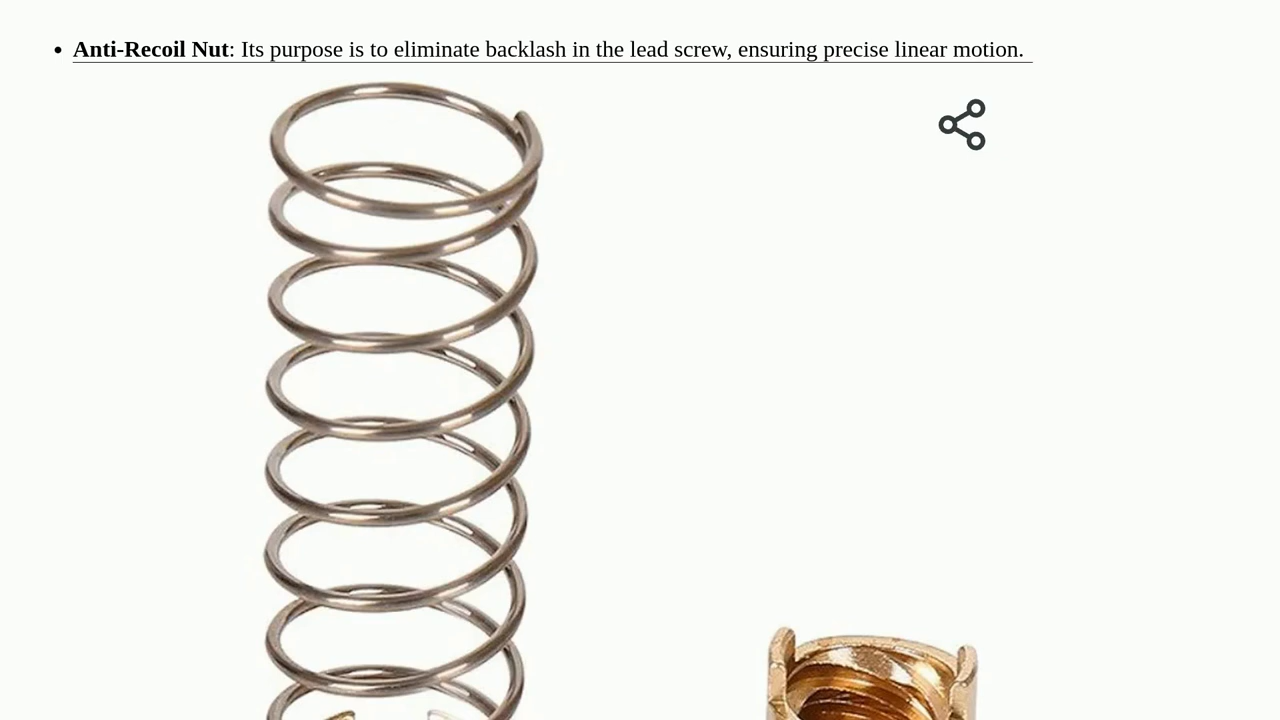 Anti-Recoil Nut: Its purpose is to eliminate backlash in the lead screw, ensuring precise linear motion.